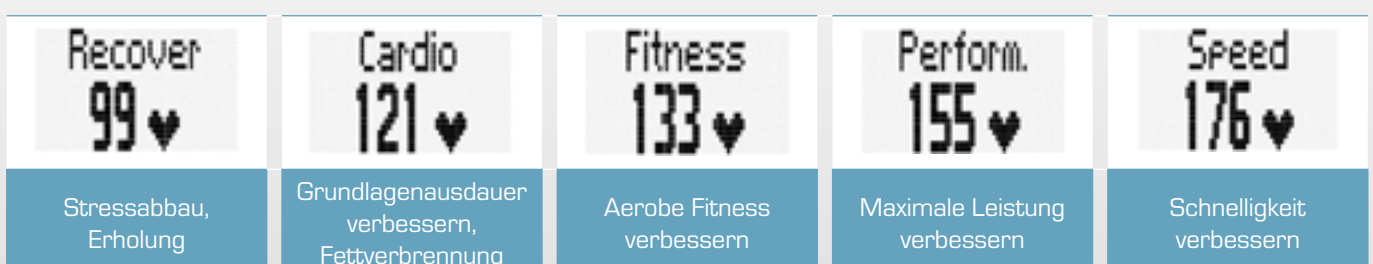 Recover
99 ♥
Cardio
121 ♥
Fitness
133 ♥
Perform.
155 ♥
Speed
176 ♥
Stressabbau,
Erholung
Grundlagenausdauer
verbessern,
Fettverbrennung
Aerobe Fitness
verbessern
Maximale Leistung
verbessern
Schnelligkeit
verbessern